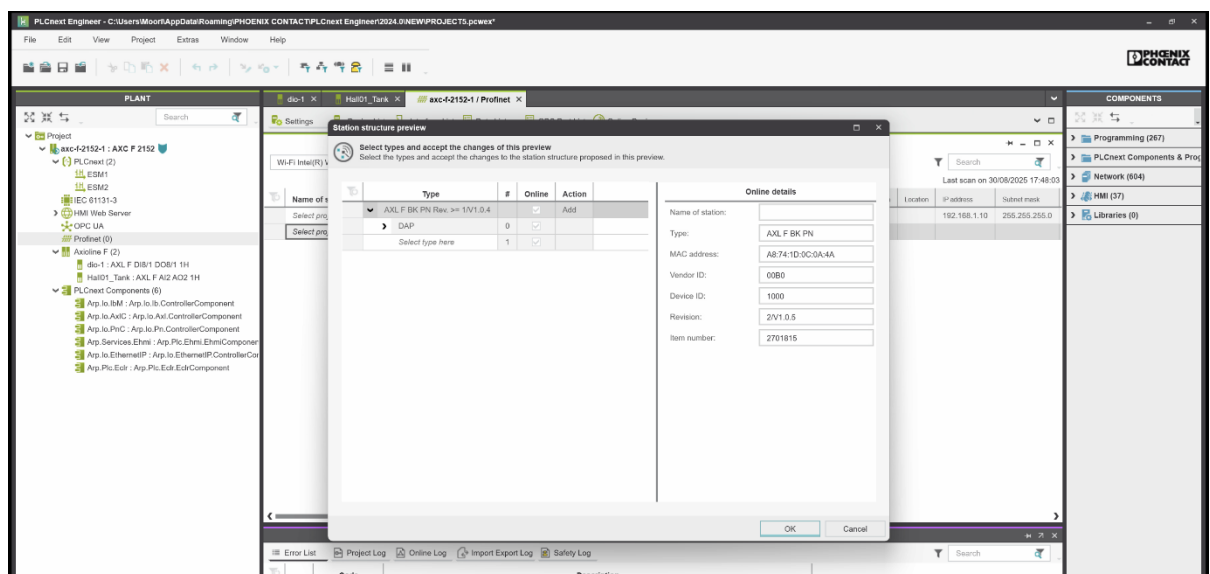 PLCnext Engineer - C:\Users\Moorl\AppData\Roaming\PHOENIX CONTACT\PLCnext Engineer\2024.0\NEW\PROJECT5.pcwex*
File Edit View Project Extras Window Help
PHŒNIX CONTACT
PLANT
Search
Project
axc-f-2152-1 : AXC F 2152
PLCnext (2)
ESM1
ESM2
IEC 61131-3
HMI Web Server
OPC UA
Profinet (0)
Axioline F (2)
dio-1 : AXL F DI8/1 DO8/1 1H
Hall01_Tank : AXL F AI2 AO2 1H
PLCnext Components (6)
Arp.Io.IbM : Arp.Io.Ib.ControllerComponent
Arp.Io.AxlC : Arp.Io.Axl.ControllerComponent
Arp.Io.PnC : Arp.Io.Pn.ControllerComponent
Arp.Services.Ehmi : Arp.Plc.Ehmi.EhmiComponen
Arp.Io.EthernetIP : Arp.Io.EthernetIP.ControllerCor
Arp.Plc.Eclr : Arp.Plc.Eclr.EclrComponent
dio-1 Hall01_Tank axc-f-2152-1 / Profinet
Settings
Wi-Fi Intel(R) W
Search
Last scan on 30/08/2025 17:48:03
Name of s Location IP address Subnet mask
Select pro 192.168.1.10 255.255.255.0
Select pro
Station structure preview
Select types and accept the changes of this preview
Select the types and accept the changes to the station structure proposed in this preview.
Type # Online Action
AXL F BK PN Rev. >= 1/V1.0.4 Add
DAP 0
Select type here 1
Online details
Name of station:
Type: AXL F BK PN
MAC address: A8:74:1D:0C:0A:4A
Vendor ID: 00B0
Device ID: 1000
Revision: 2/V1.0.5
Item number: 2701815
OK Cancel
Error List Project Log Online Log Import Export Log Safety Log Search
COMPONENTS
Programming (267)
PLCnext Components & Prog
Network (604)
HMI (37)
Libraries (0)